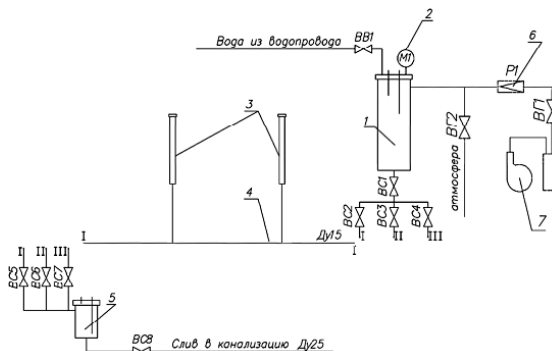 2
ВВ1
Вода из водопровода
М1
6
Р1
3
1
ВГ2
ВП
атмосфера
ВС1
4
ВС2
ВС3
ВС4
7
I
Ду15
I
I
II
III
I
II
III
ВС5
ВС6
ВС7
5
ВС8
Слив в канализацию Ду25